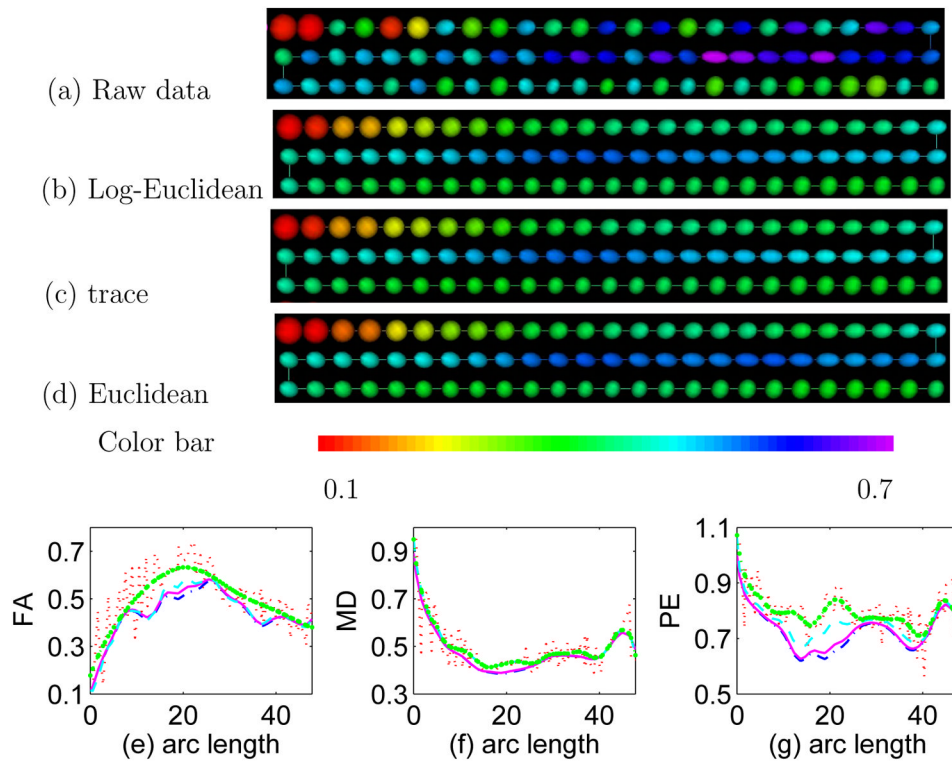 (a) Raw data
(b) Log-Euclidean
(c) trace
(d) Euclidean
Color bar
0.1 0.7
FA
0.7
0.5
0.3
0.1
0 20 40
(e) arc length
MD
0.9
0.7
0.5
0.3
0 20 40
(f) arc length
PE
1.1
0.9
0.7
0.5
0 20 40
(g) arc length